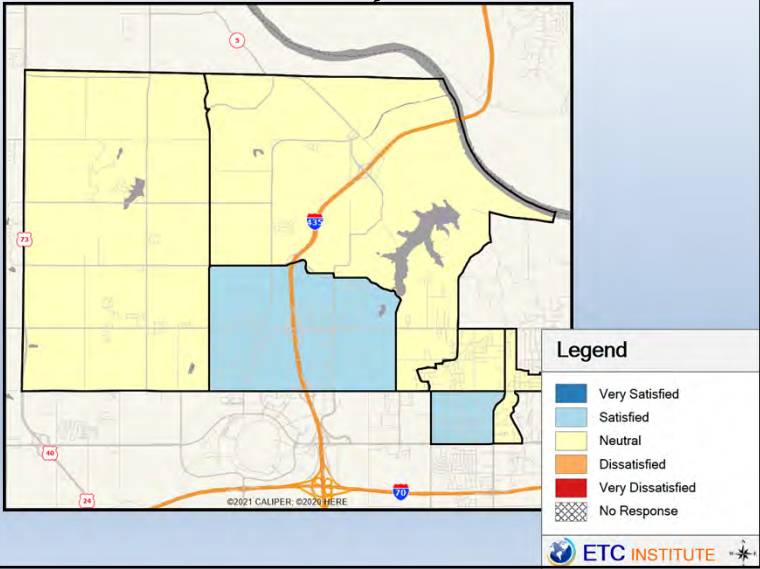 5
435
73
Legend
Very Satisfied
Satisfied
Neutral
Dissatisfied
Very Dissatisfied
No Response
40
24
70
©2021 CALIPER; ©2020 HERE
ETC INSTITUTE